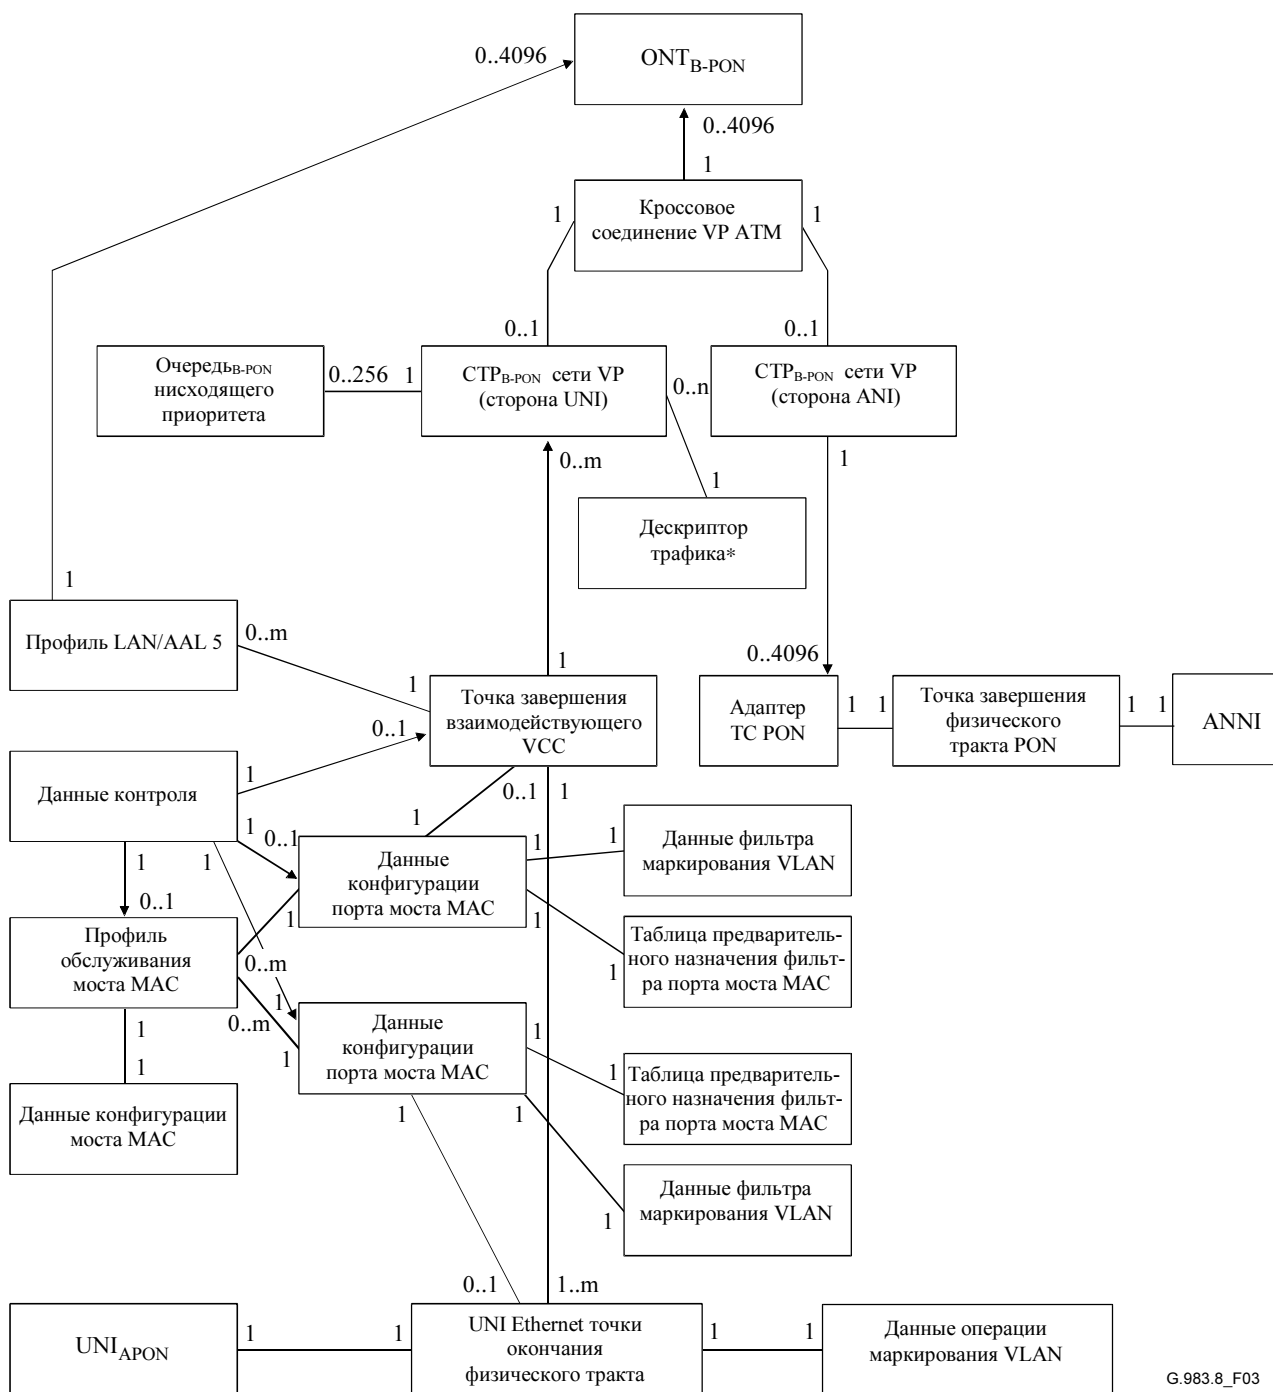 0..4096
ONTB-PON
0..4096
1
1
Кроссовое
соединение VP ATM
1
0..1
0..1
ОчередьB-PON
нисходящего
приоритета
0..256
1
CTPB-PON сети VP
(сторона UNI)
0..n
CTPB-PON сети VP
(сторона ANI)
0..m
1
1
Дескриптор
трафика*
1
Профиль LAN/AAL 5
0..m
1
1
0..4096
Точка завершения
взаимодействующего
VCC
Адаптер
TC PON
1
1
Точка завершения
физического
тракта PON
1
1
ANNI
0..1
Данные контроля
1
1
0..1
1
0..1
1
1
1
Данные
конфигурации
порта моста MAC
1
1
1
Данные фильтра
маркирования VLAN
0..1
1
1
Профиль
обслуживания
моста MAC
0..m
1
0..m
1
Таблица предваритель-
ного назначения фильт-
ра порта моста MAC
1
1
1
Данные
конфигурации
порта моста MAC
1
1
1
Таблица предваритель-
ного назначения фильт-
ра порта моста MAC
Данные конфигурации
моста MAC
1
1
Данные фильтра
маркирования VLAN
0..1
1..m
UNIAPON
1
1
UNI Ethernet точки
окончания
физического тракта
1
1
Данные операции
маркирования VLAN
G.983.8_F03